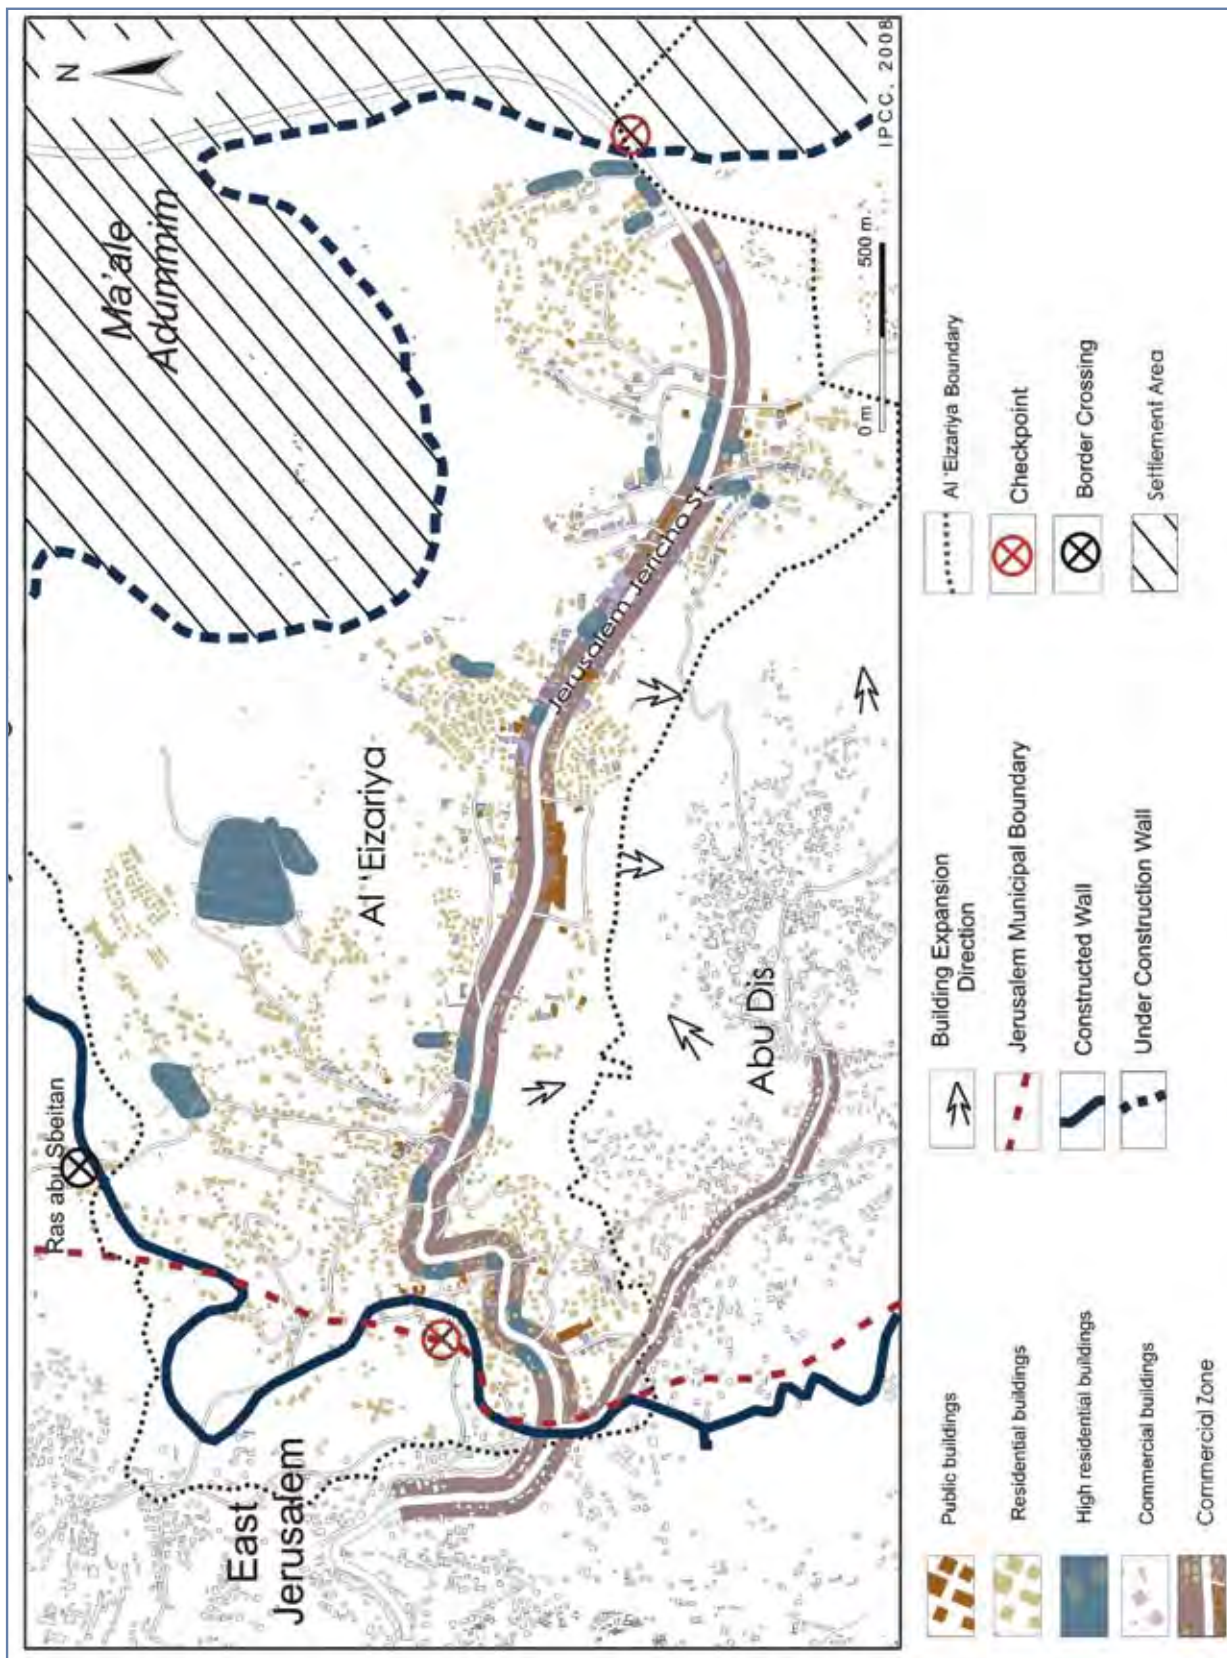 N
Ma'ale
Adummim
Ras abu Sbeitan
Al 'Eizariya
East
Jerusalem
Jerusalem Jericho St.
Abu Dis
0 m
500 m.
IPCC, 2008
Public buildings
Residential buildings
High residential buildings
Commercial buildings
Commercial Zone
Building Expansion
Direction
Jerusalem Municipal Boundary
Constructed Wall
Under Construction Wall
Al 'Eizariya Boundary
Checkpoint
Border Crossing
Settlement Area